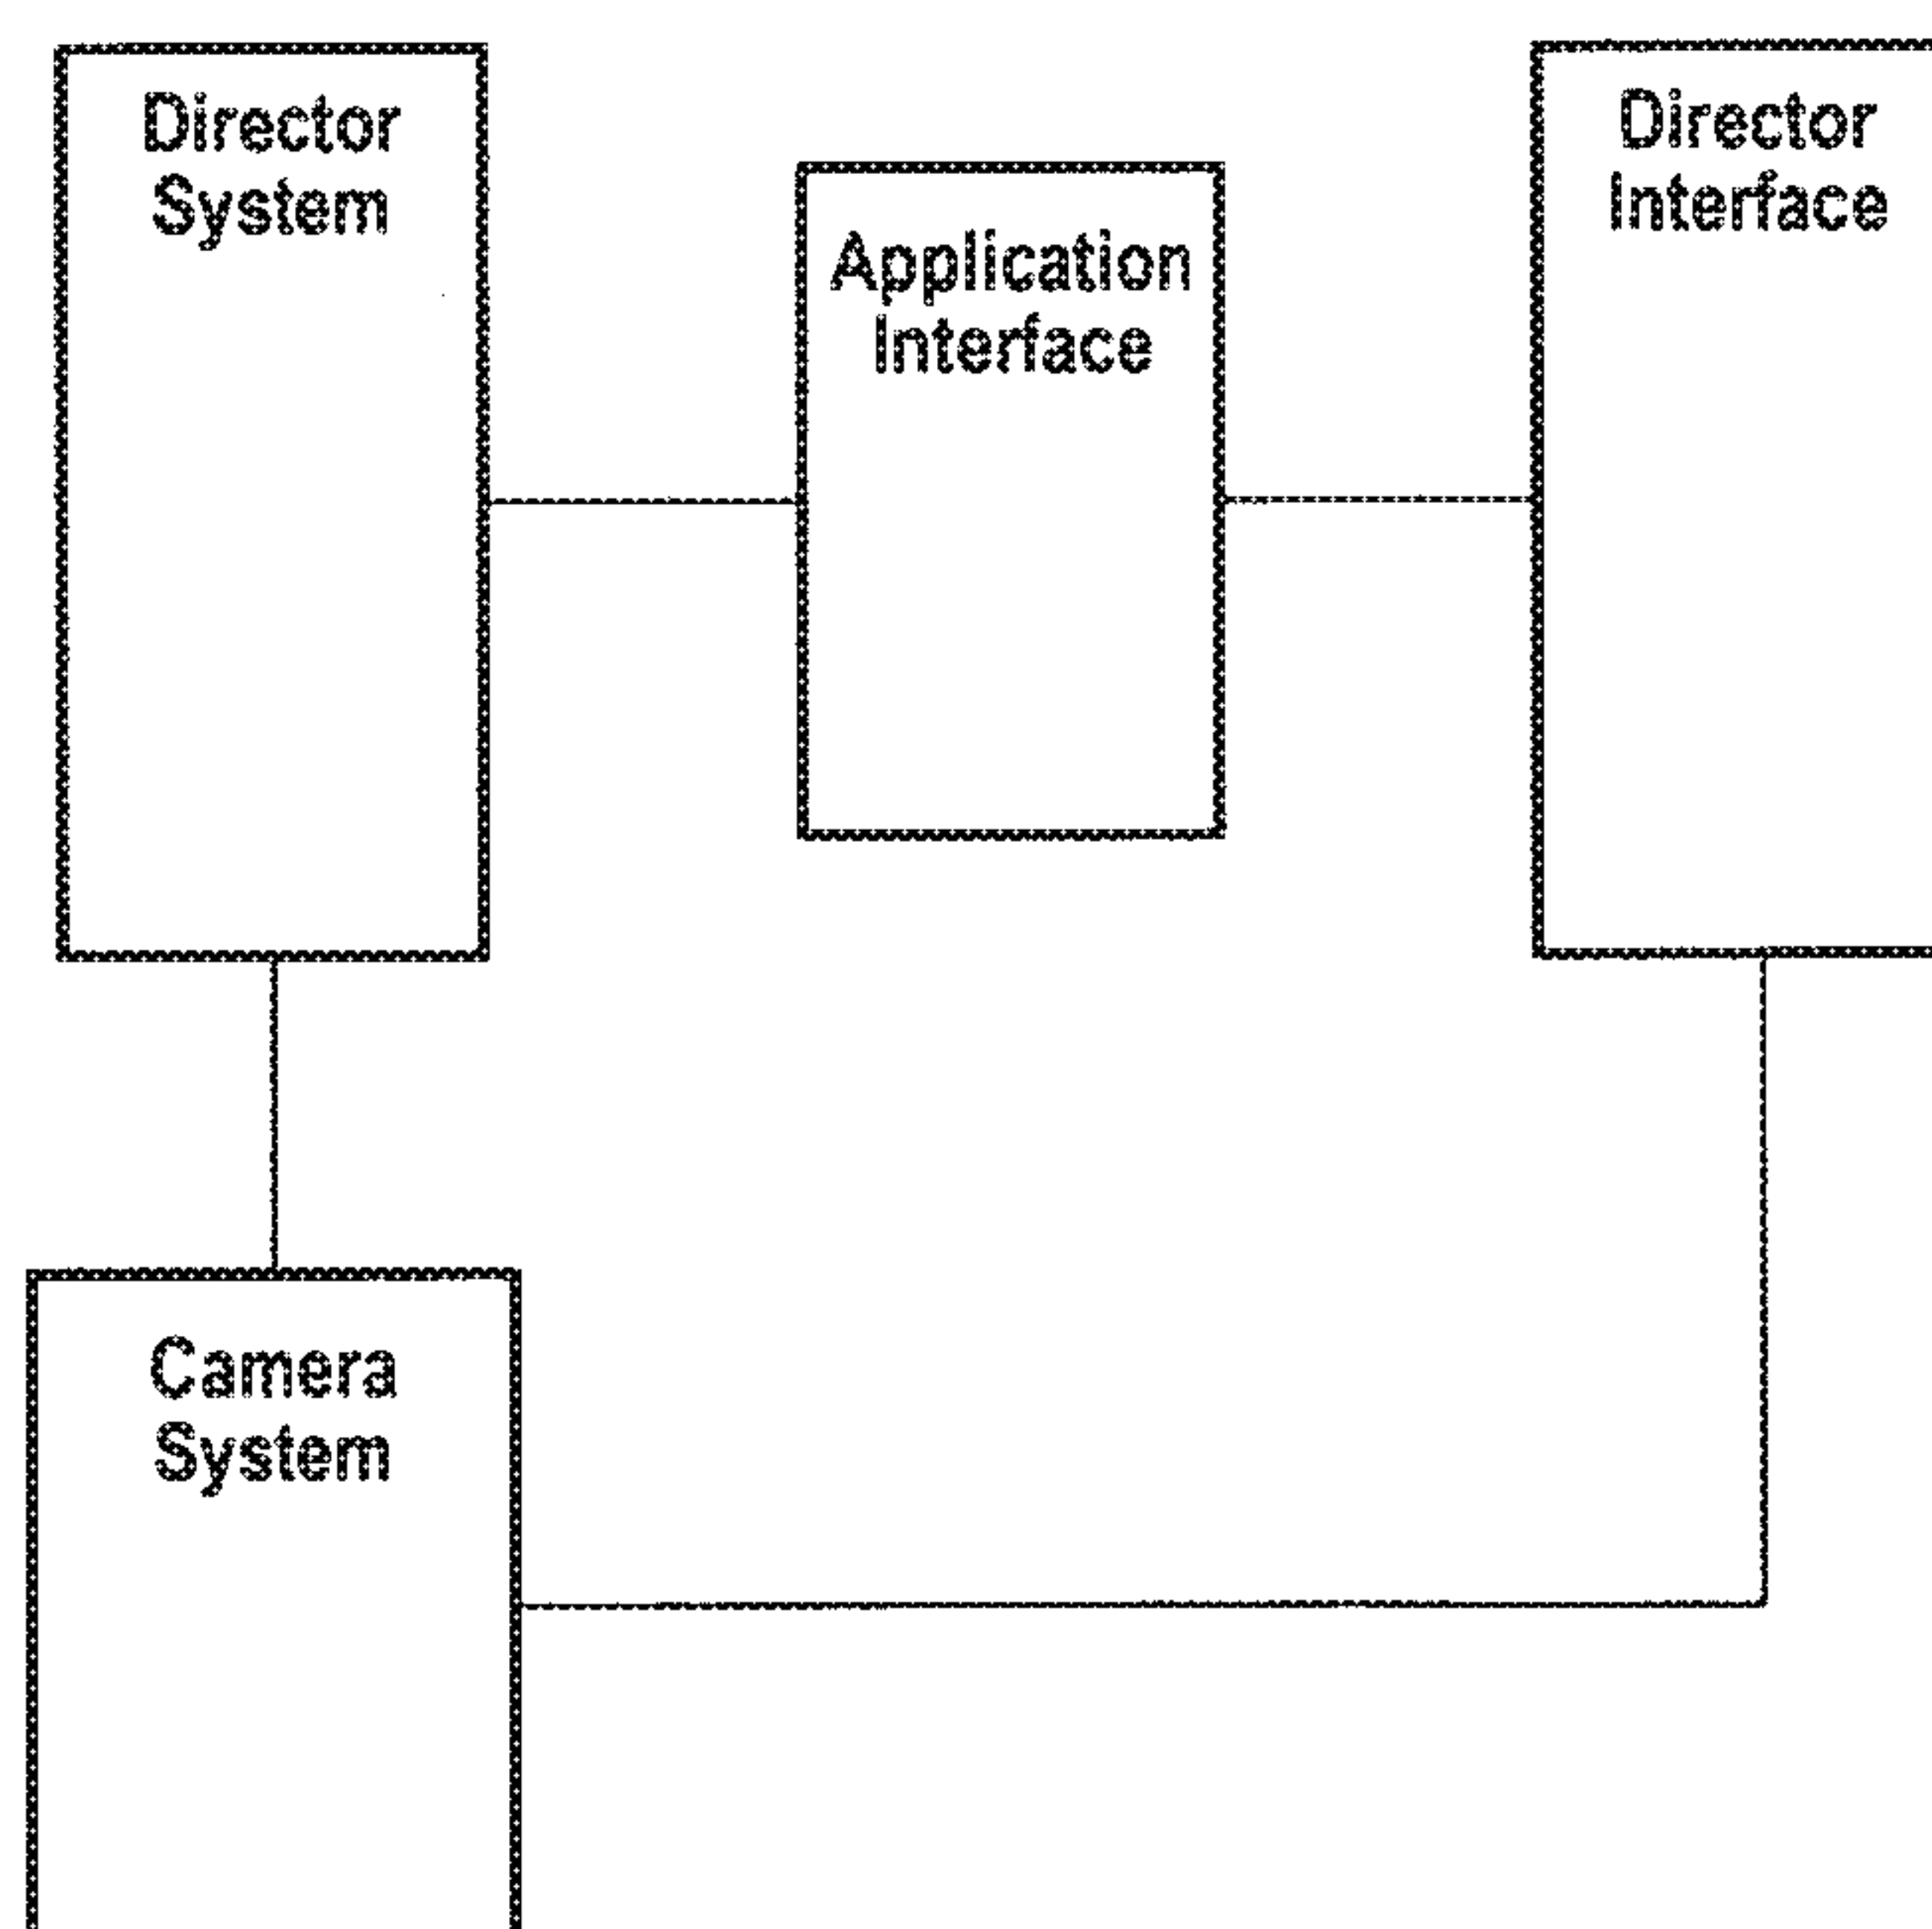 Director
System
Application
Interface
Director
Interface
Camera
System